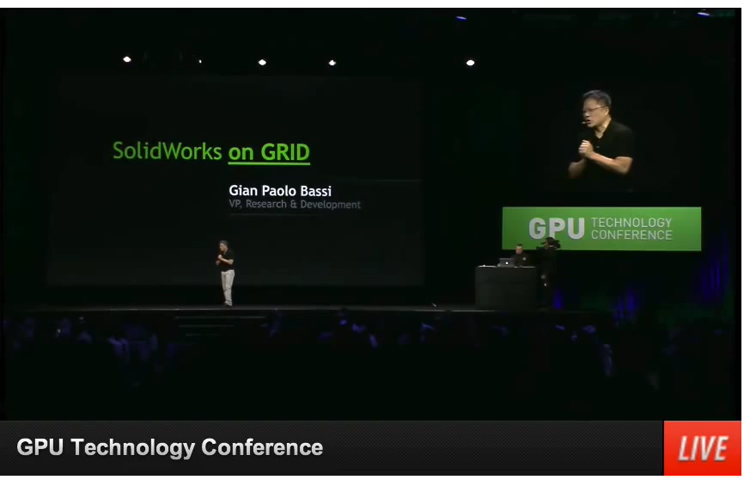 SolidWorks on GRID
Gian Paolo Bassi
VP, Research & Development
GPU TECHNOLOGY
CONFERENCE
GPU Technology Conference
LIVE